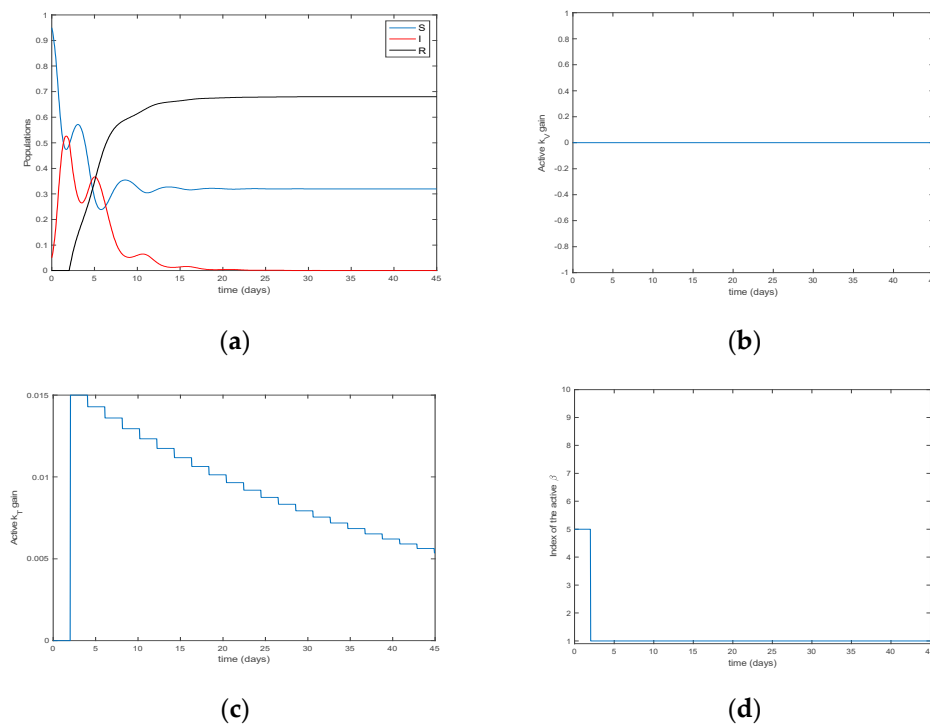 1
0.9
0.8
0.7
0.6
0.5
0.4
0.3
0.2
0.1
0
Populations
0 5 10 15 20 25 30 35 40 45
time (days)
S
I
R
(a)
1
0.8
0.6
0.4
0.2
0
-0.2
-0.4
-0.6
-0.8
-1
Active kV gain
0 5 10 15 20 25 30 35 40 4
time (days)
(b)
0.015
0.01
0.005
0
Active kT gain
0 5 10 15 20 25 30 35 40 45
time (days)
(c)
10
9
8
7
6
5
4
3
2
1
Index of the active β
0 5 10 15 20 25 30 35 40 45
time (days)
(d)